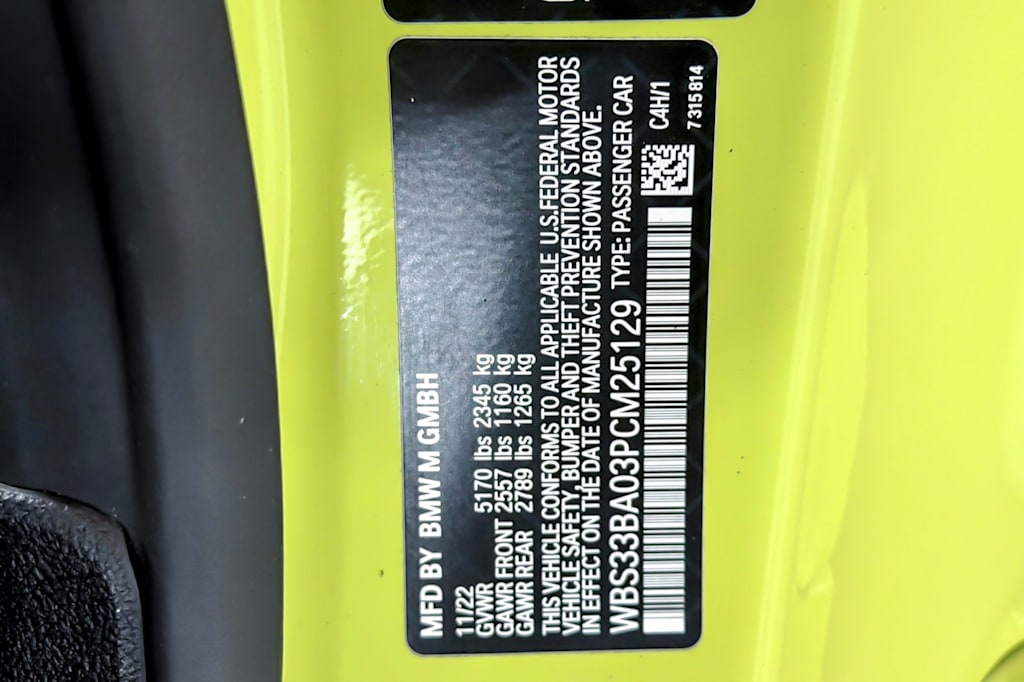 MFD BY BMW M GMBH
11/22
GVWR 5170 lbs 2345 kg
GAWR FRONT 2557 lbs 1160 kg
GAWR REAR 2789 lbs 1265 kg
THIS VEHICLE CONFORMS TO ALL APPLICABLE U.S.FEDERAL MOTOR
VEHICLE SAFETY, BUMPER AND THEFT PREVENTION STANDARDS
IN EFFECT ON THE DATE OF MANUFACTURE SHOWN ABOVE.
WBS33BA03PCM25129 TYPE: PASSENGER CAR
C4H/1
7315814